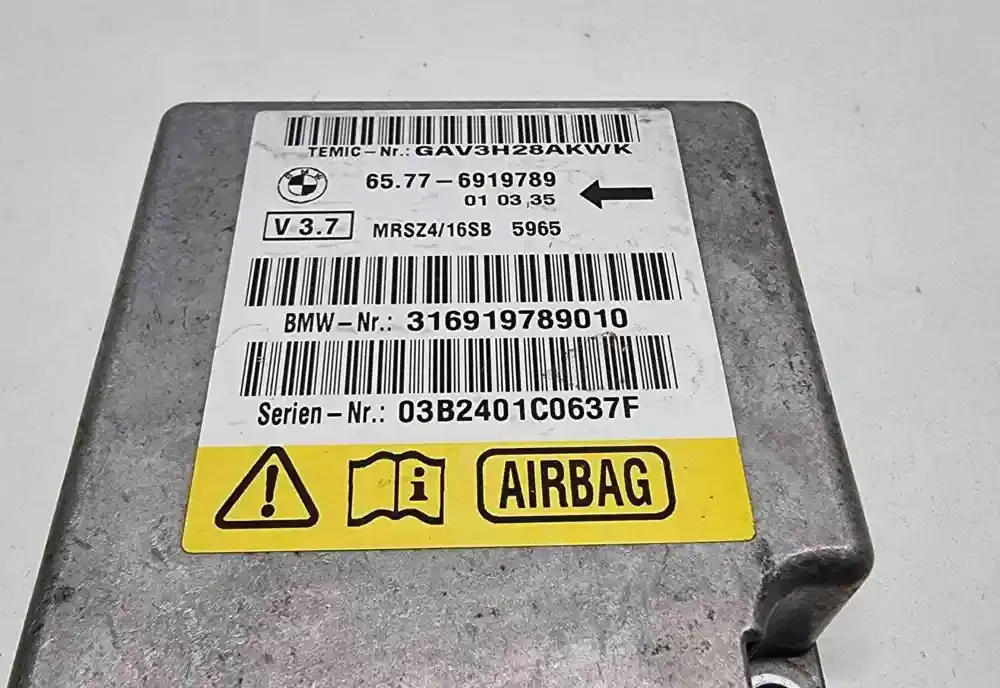 TEMIC-Nr.: GAV3H28AKWK
BMW
65.77-6919789
01 03,35
V 3.7
MRSZ4/16SB 5965
BMW-Nr.: 316919789010
Serien-Nr.: 03B2401C0637F
AIRBAG